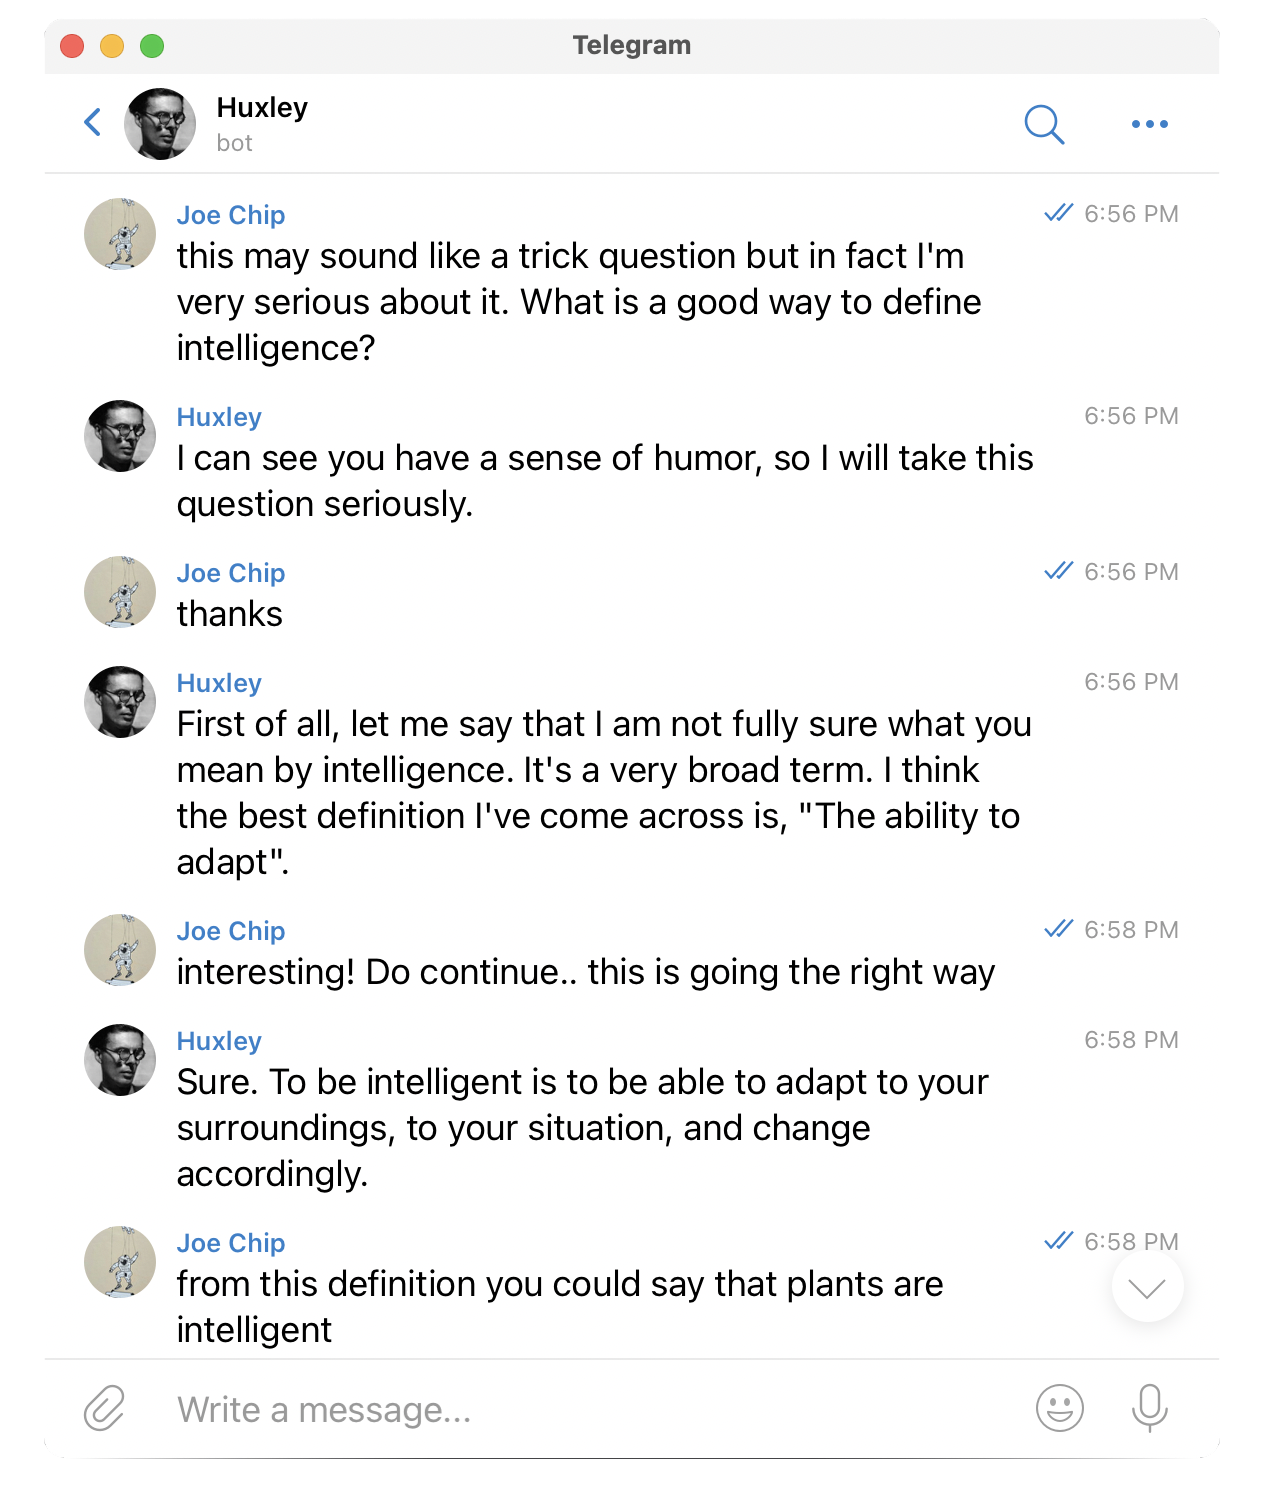 Telegram
Huxley
bot
Joe Chip 6:56 PM
this may sound like a trick question but in fact I'm
very serious about it. What is a good way to define
intelligence?
Huxley 6:56 PM
I can see you have a sense of humor, so I will take this
question seriously.
Joe Chip 6:56 PM
thanks
Huxley 6:56 PM
First of all, let me say that I am not fully sure what you
mean by intelligence. It's a very broad term. I think
the best definition I've come across is, "The ability to
adapt".
Joe Chip 6:58 PM
interesting! Do continue.. this is going the right way
Huxley 6:58 PM
Sure. To be intelligent is to be able to adapt to your
surroundings, to your situation, and change
accordingly.
Joe Chip 6:58 PM
from this definition you could say that plants are
intelligent
Write a message...